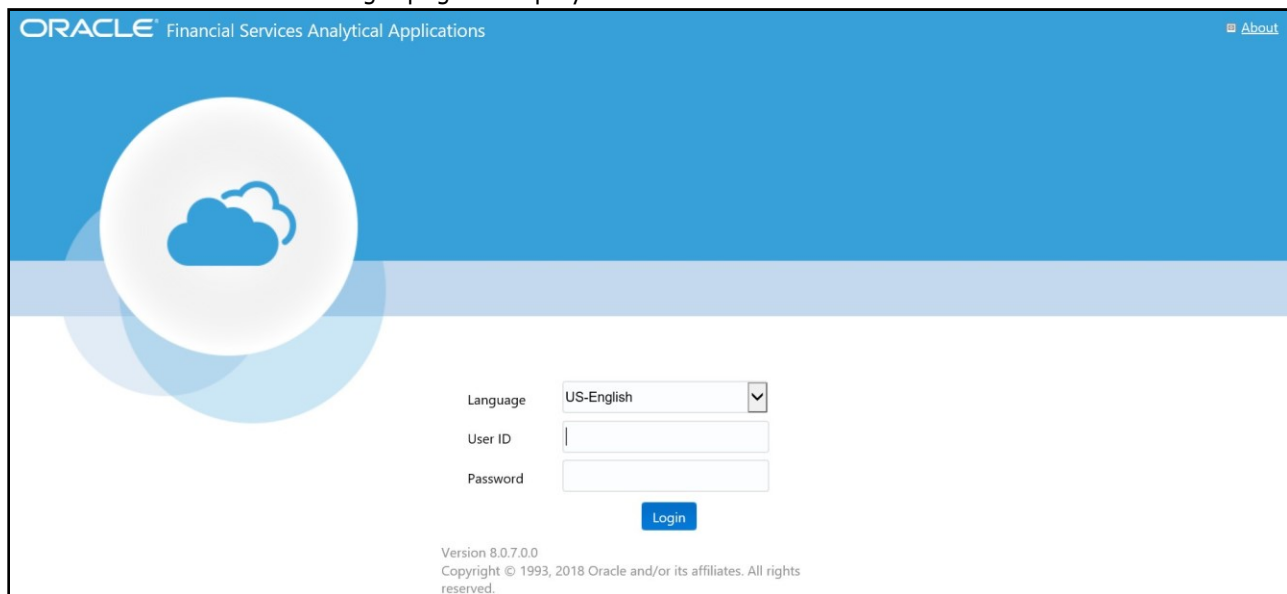 ORACLE® Financial Services Analytical Applications
About
Language US-English
User ID
Password
Login
Version 8.0.7.0.0
Copyright © 1993, 2018 Oracle and/or its affiliates. All rights
reserved.